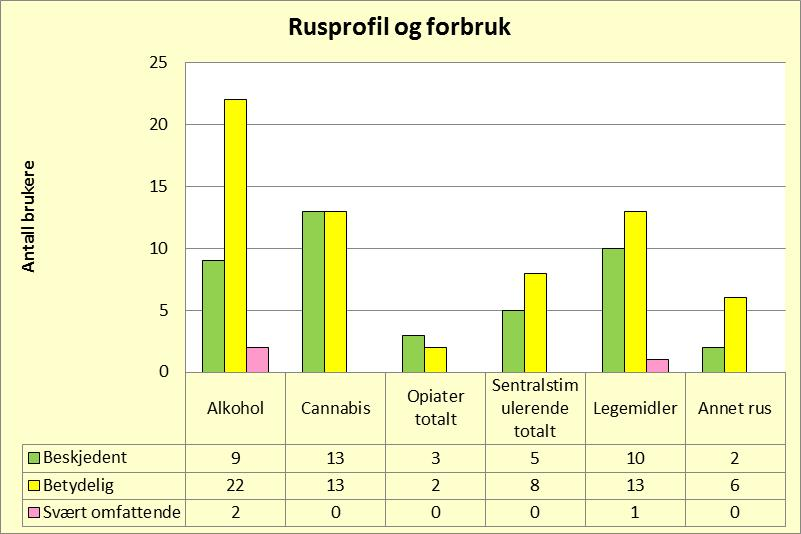 Rusprofil og forbruk
Antall brukere
25
20
15
10
5
0
Alkohol Cannabis Opiater totalt Sentralstim ulerende totalt Legemidler Annet rus
Beskjedent 9 13 3 5 10 2
Betydelig 22 13 2 8 13 6
Svært omfattende 2 0 0 0 1 0